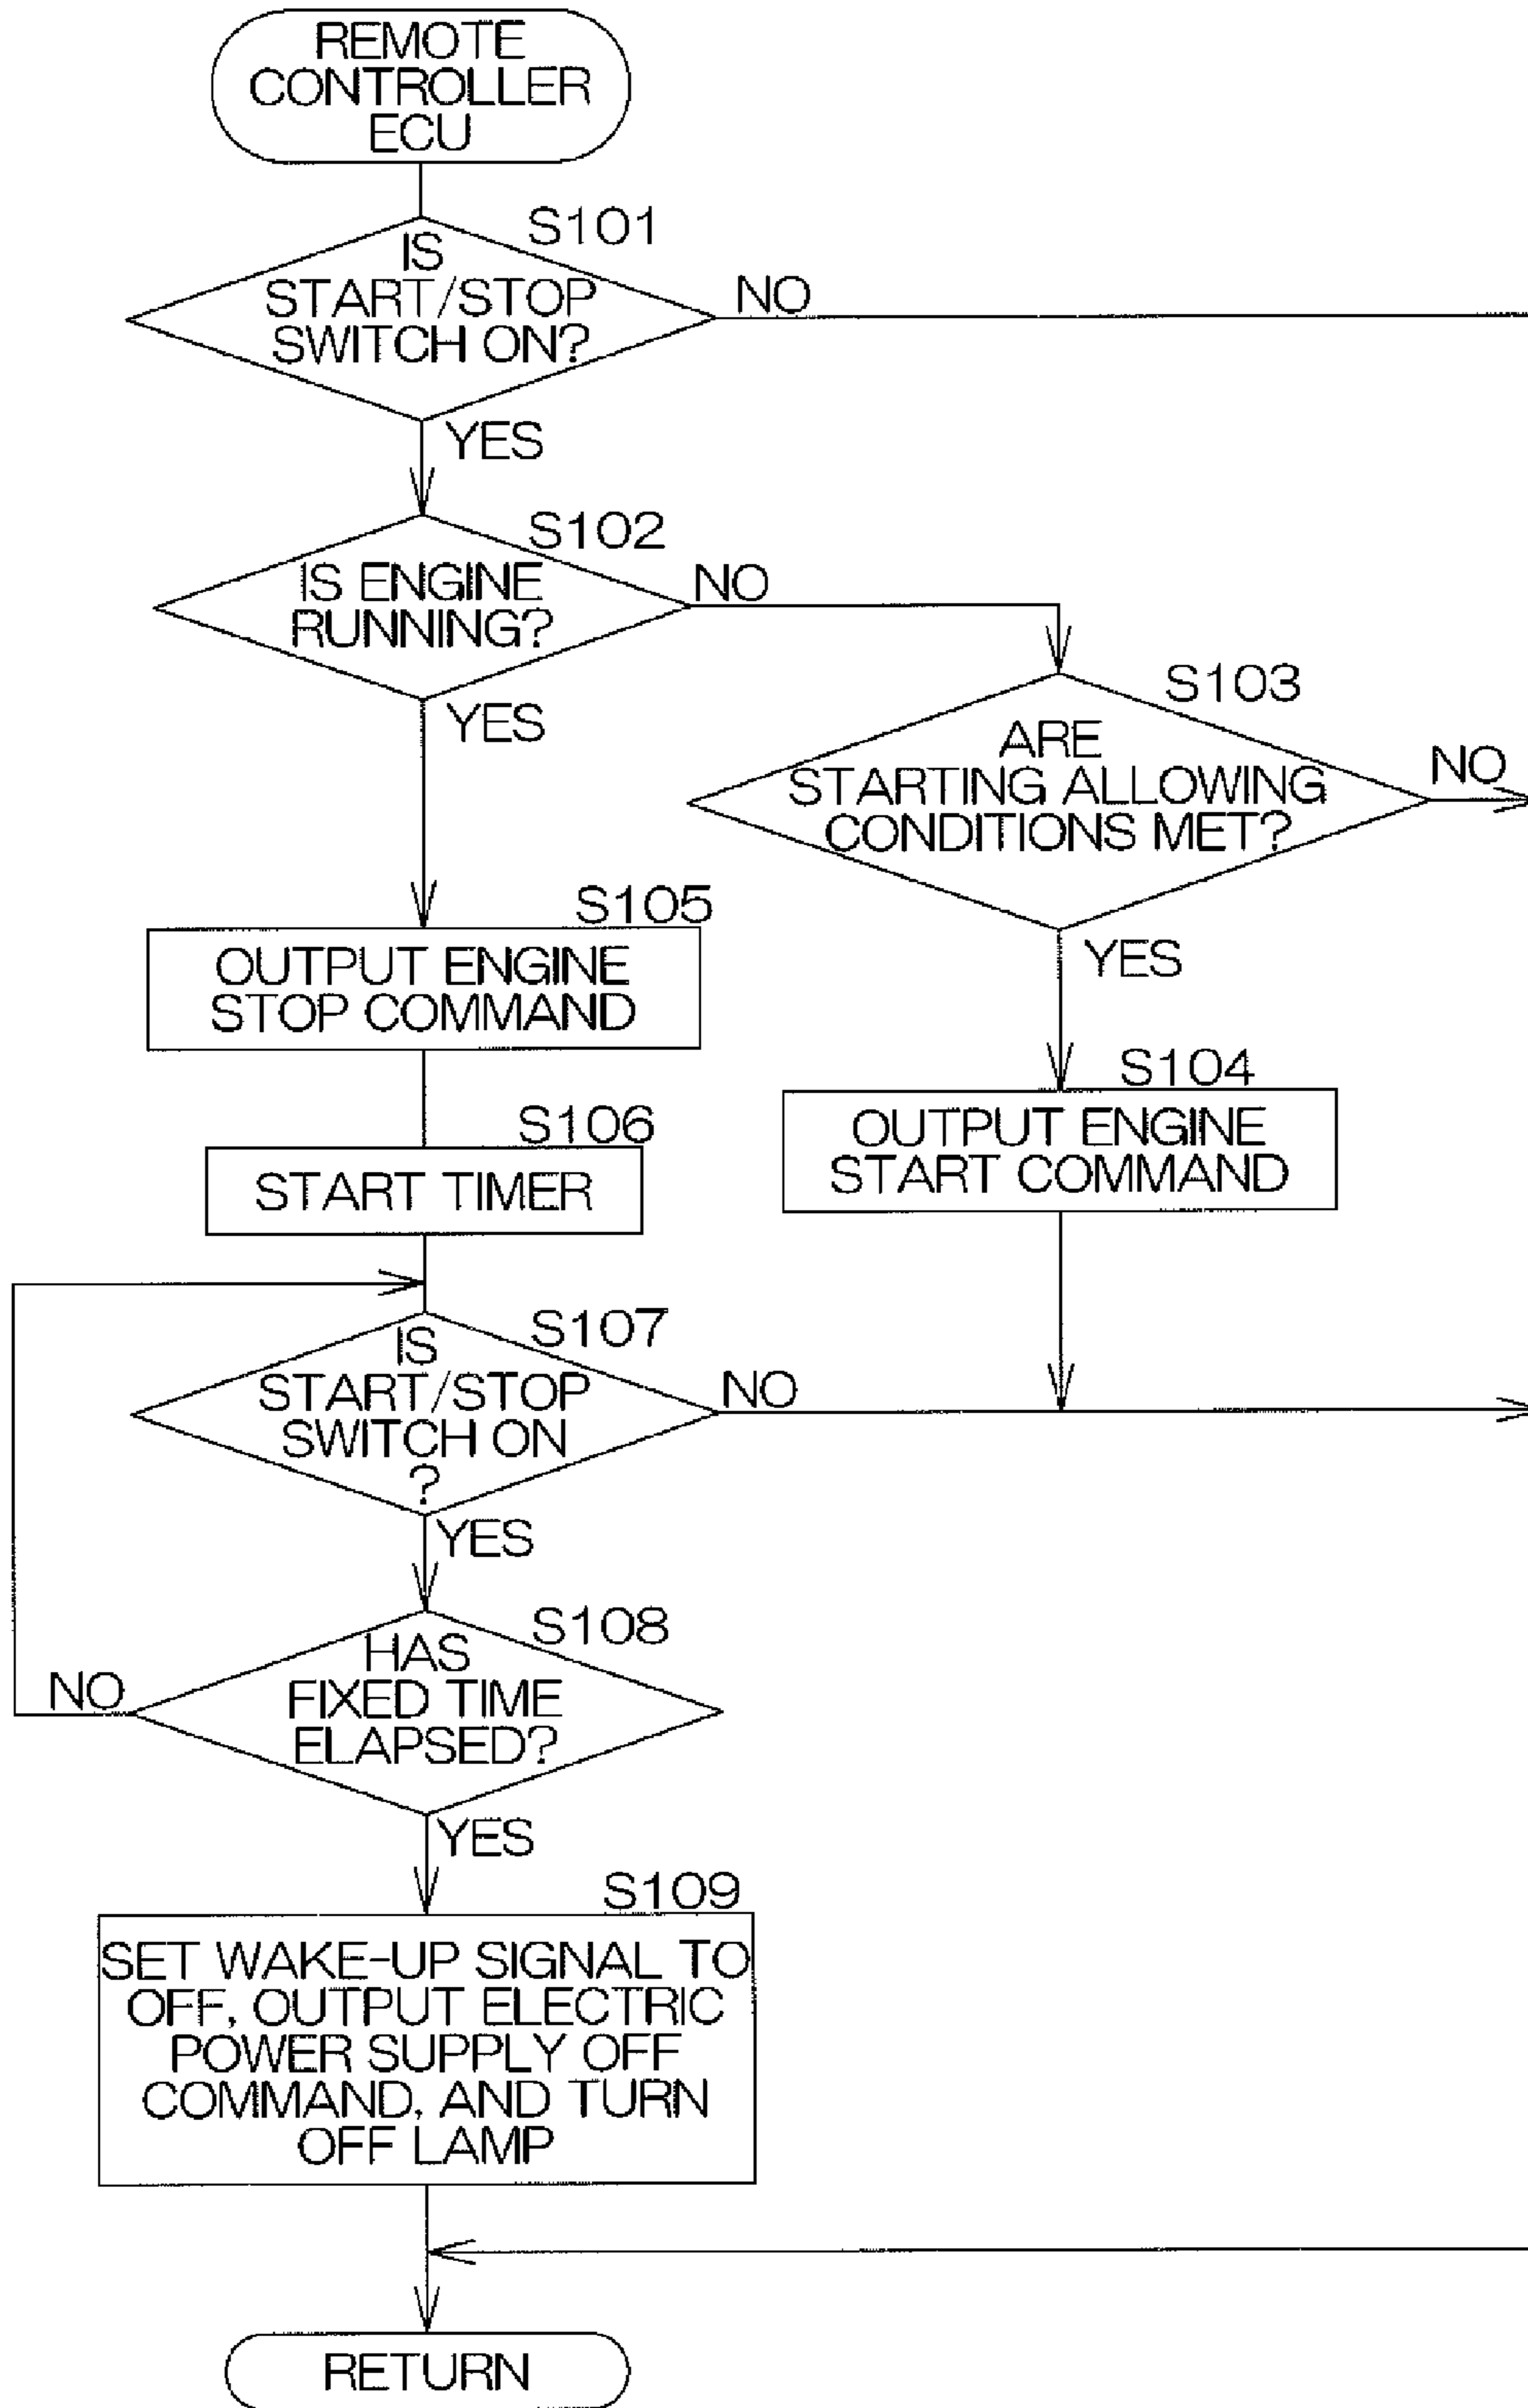 REMOTE
CONTROLLER
ECU
S101
IS
START/STOP
SWITCH ON?
NO
YES
S102
IS ENGINE
RUNNING?
NO
YES
S103
ARE
STARTING ALLOWING
CONDITIONS MET?
NO
YES
S105
OUTPUT ENGINE
STOP COMMAND
S104
OUTPUT ENGINE
START COMMAND
S106
START TIMER
S107
IS
START/STOP
SWITCH ON
?
NO
YES
S108
HAS
FIXED TIME
ELAPSED?
NO
YES
S109
SET WAKE-UP SIGNAL TO
OFF, OUTPUT ELECTRIC
POWER SUPPLY OFF
COMMAND, AND TURN
OFF LAMP
RETURN